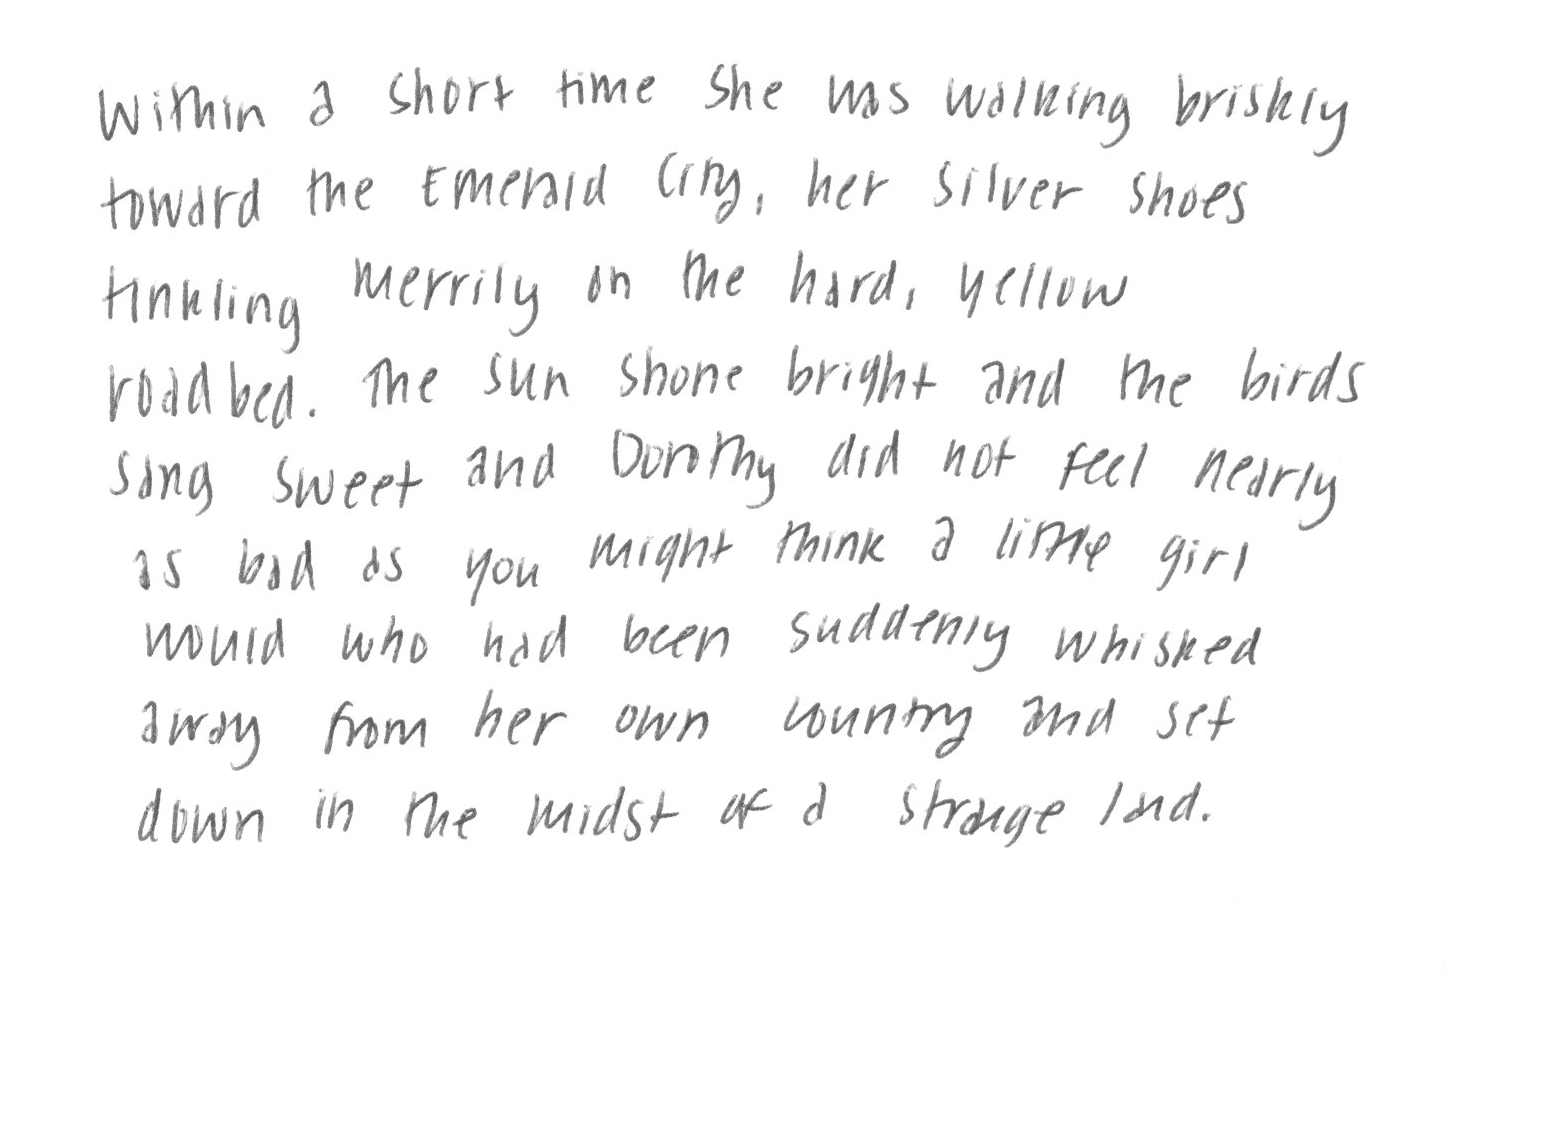 Within a short time she was walking briskly
toward the Emerald City, her silver shoes
tinkling merrily on the hard, yellow
roadbed. The sun shone bright and the birds
sang sweet and Dorothy did not feel nearly
as bad as you might think a little girl
would who had been suddenly whisked
away from her own country and set
down in the midst of a strange land.